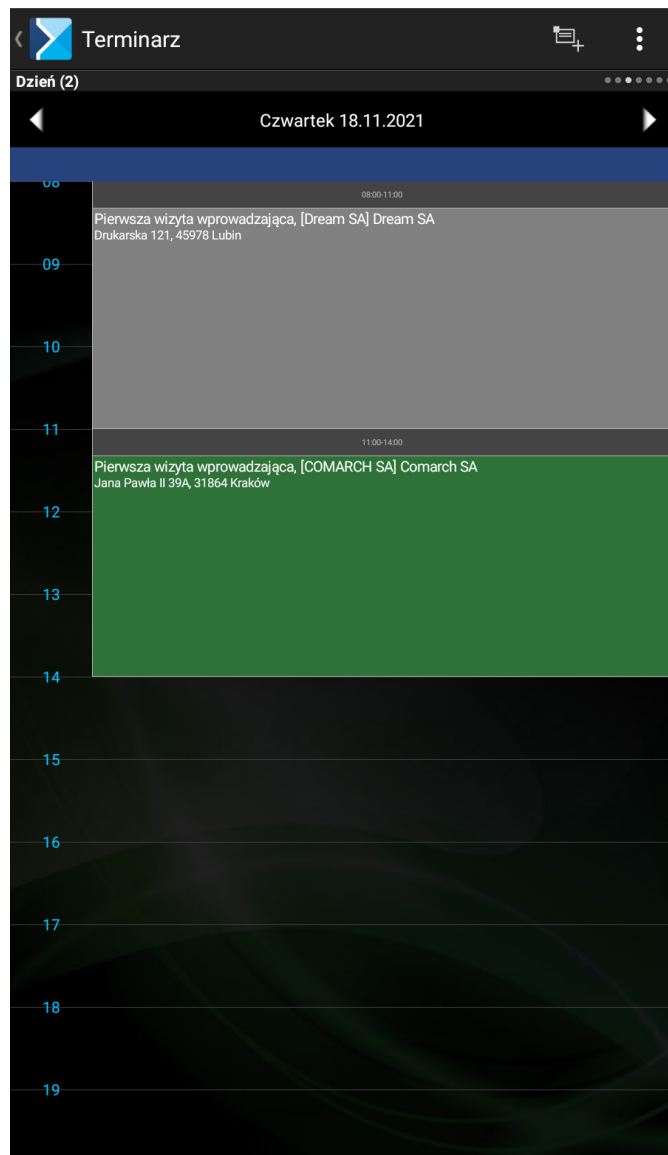 Terminarz
Dzień (2)
Czwartek 18.11.2021
08
08:00-11:00
Pierwsza wizyta wprowadzająca, [Dream SA] Dream SA
Drukarska 121, 45978 Lubin
09
10
11
11:00-14:00
Pierwsza wizyta wprowadzająca, [COMARCH SA] Comarch SA
Jana Pawła II 39A, 31864 Kraków
12
13
14
15
16
17
18
19